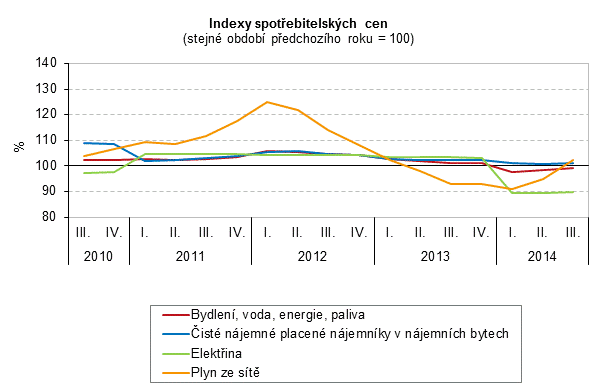 Indexy spotřebitelských cen
(stejné období předchozího roku = 100)
140
130
120
110
100
90
80
%
III. IV. I. II. III. IV. I. II. III. IV. I. II. III. IV. I. II. III.
2010 2011 2012 2013 2014
Bydlení, voda, energie, paliva
Čisté nájemné placené nájemníky v nájemních bytech
Elektřina
Plyn ze sítě